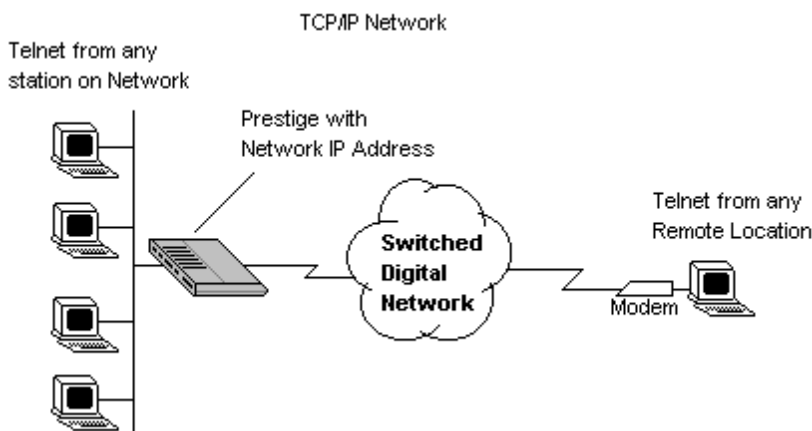 TCP/IP Network
Telnet from any
station on Network
Prestige with
Network IP Address
Switched
Digital
Network
Telnet from any
Remote Location
Modem